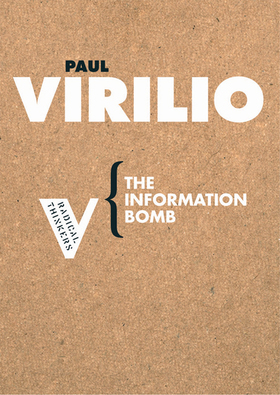 PAUL
VIRILIO
THE
INFORMATION
BOMB
RADICAL
THINKERS
V